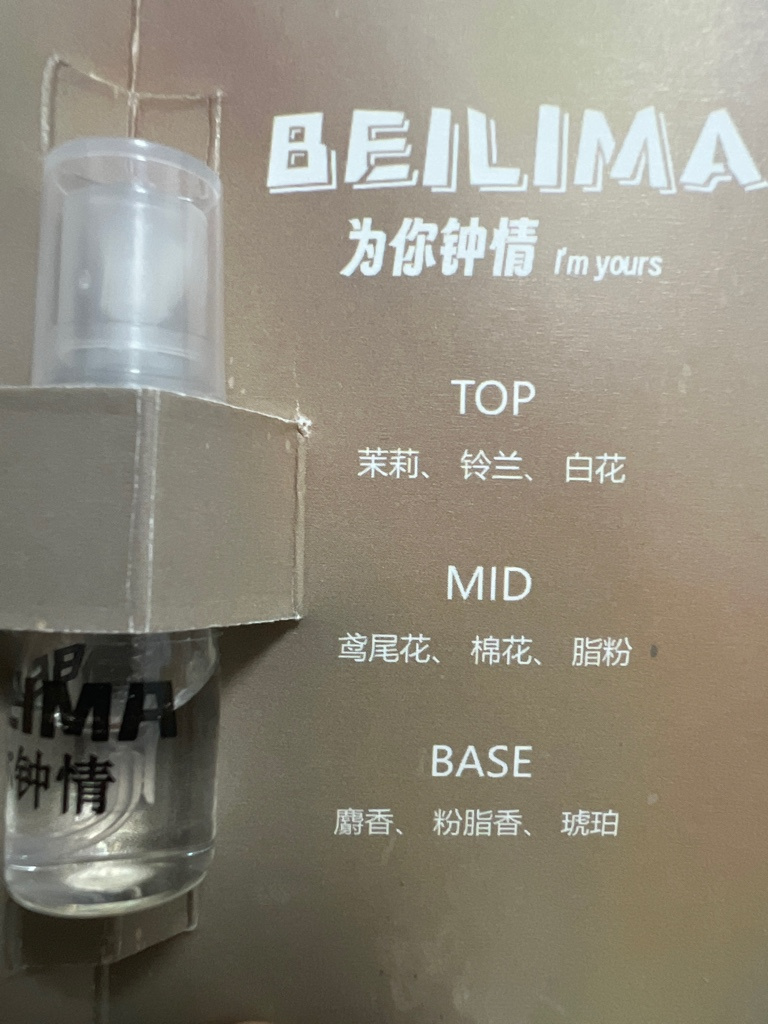 BEILIMA
为你钟情 I'm yours
TOP
茉莉、 铃兰、 白花
MID
鸢尾花、 棉花、 脂粉
BASE
麝香、 粉脂香、 琥珀
IMA
钟情